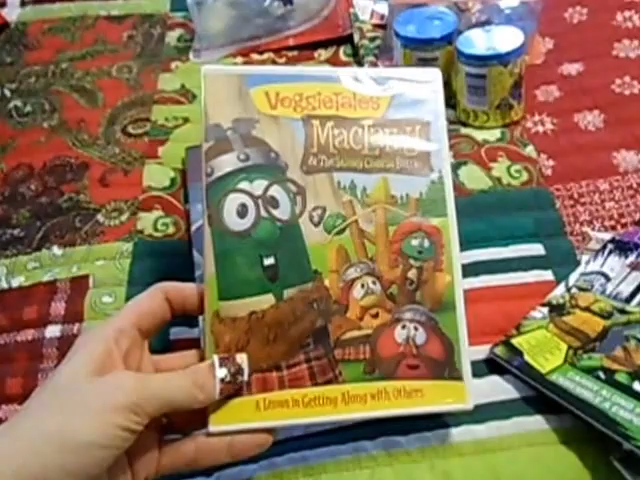 VeggieTales
MacLarry
& The Stinky Cheese Battle
A Lesson in Getting Along with Others